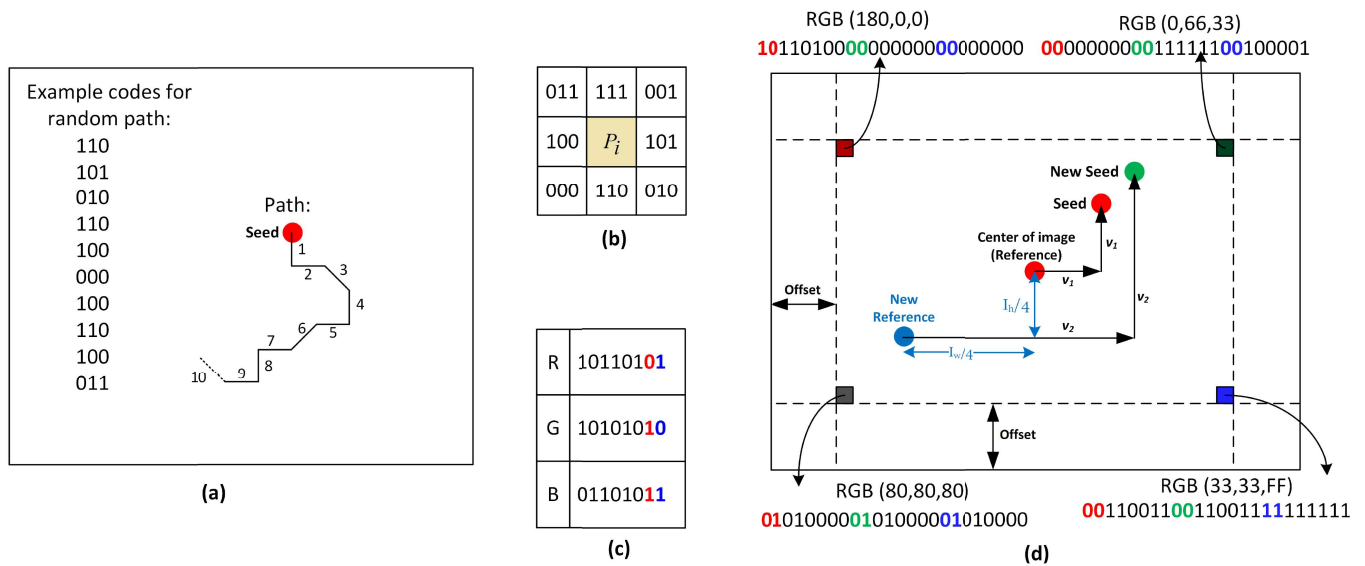 Example codes for
random path:
110
101
010
110
100
000
100
110
100
011
Path:
Seed
1
2
3
4
5
6
7
8
9
10
(a)
011 111 001
100 Pi 101
000 110 010
(b)
R 10110101
G 10101010
B 01101011
(c)
RGB (180,0,0)
101101000000000000000000
RGB (0,66,33)
000000000011111100100001
New Seed
Seed
Center of image
(Reference)
v1
v1
v2
v2
Offset
New
Reference
Ih/4
Iw/4
Offset
RGB (80,80,80)
010100000101000001010000
RGB (33,33,FF)
001100110011001111111111
(d)